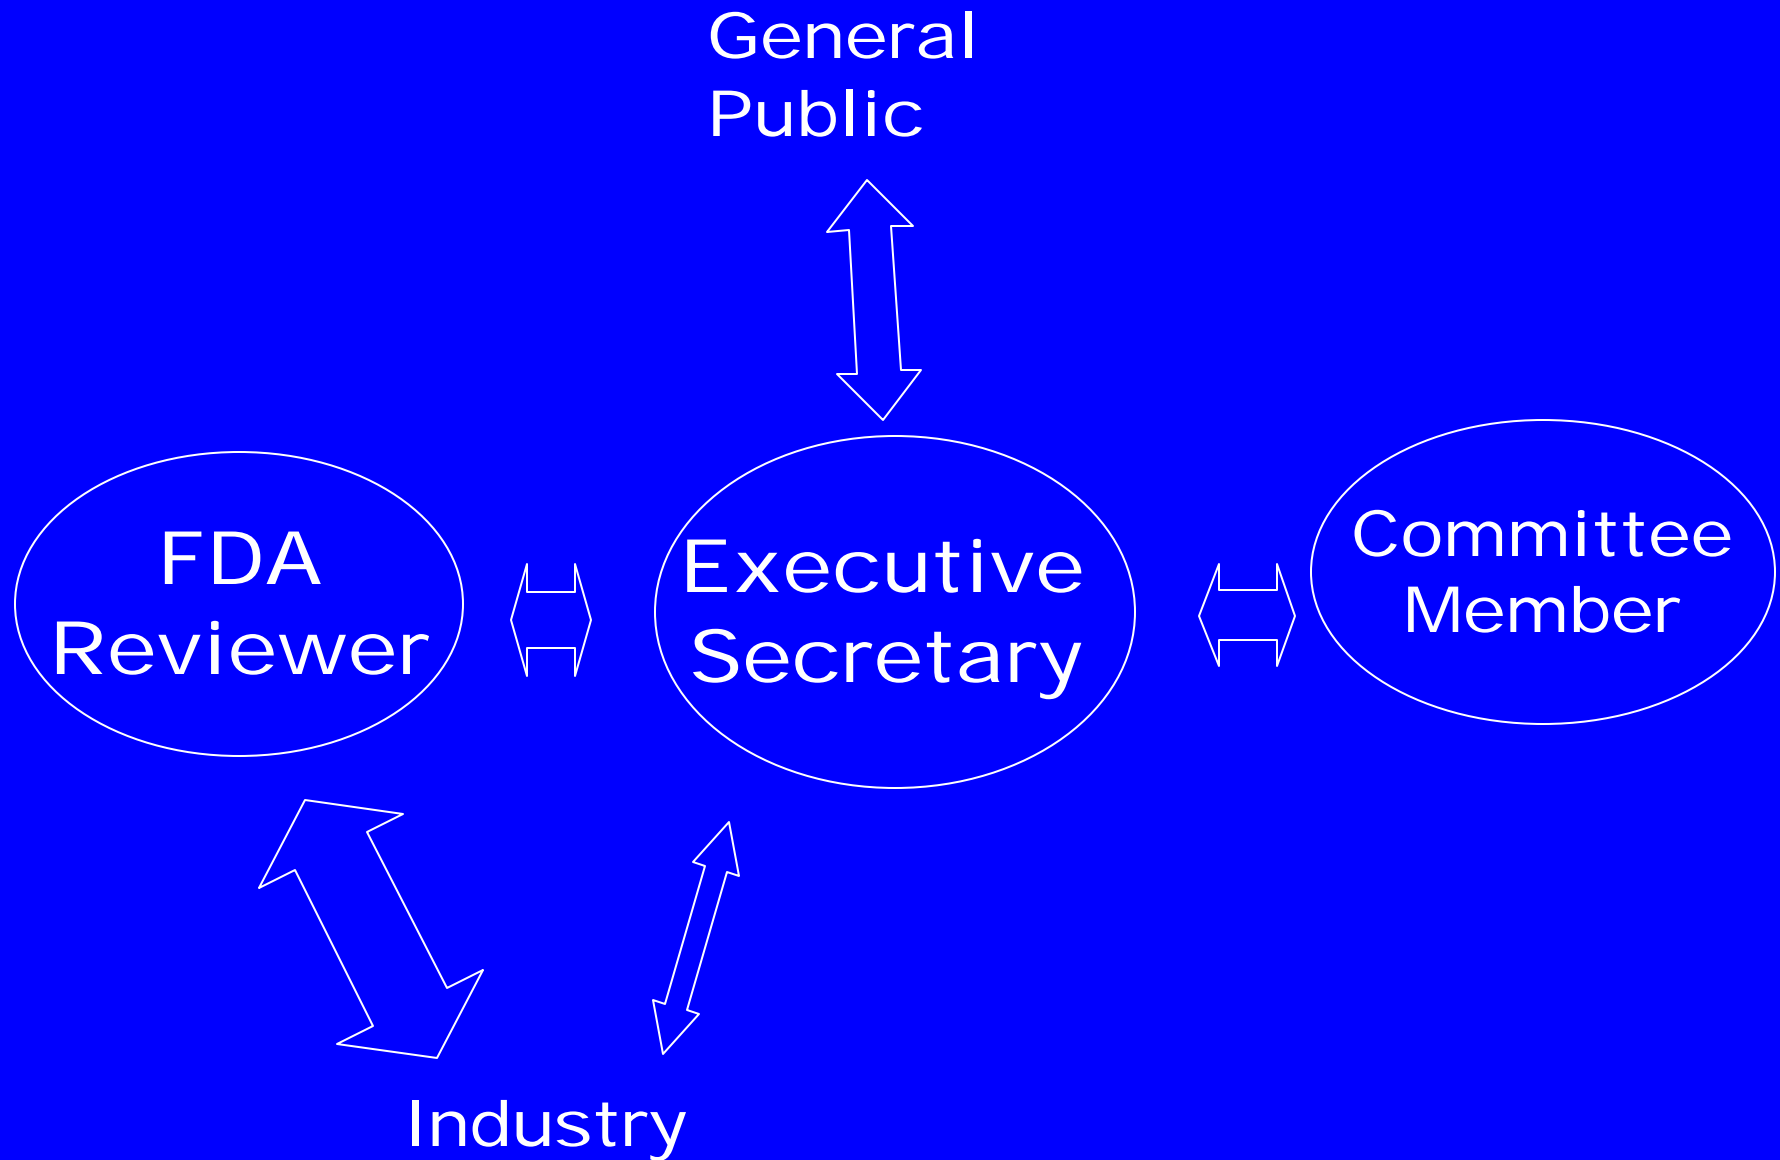 General
Public
FDA
Reviewer
Executive
Secretary
Committee
Member
Industry